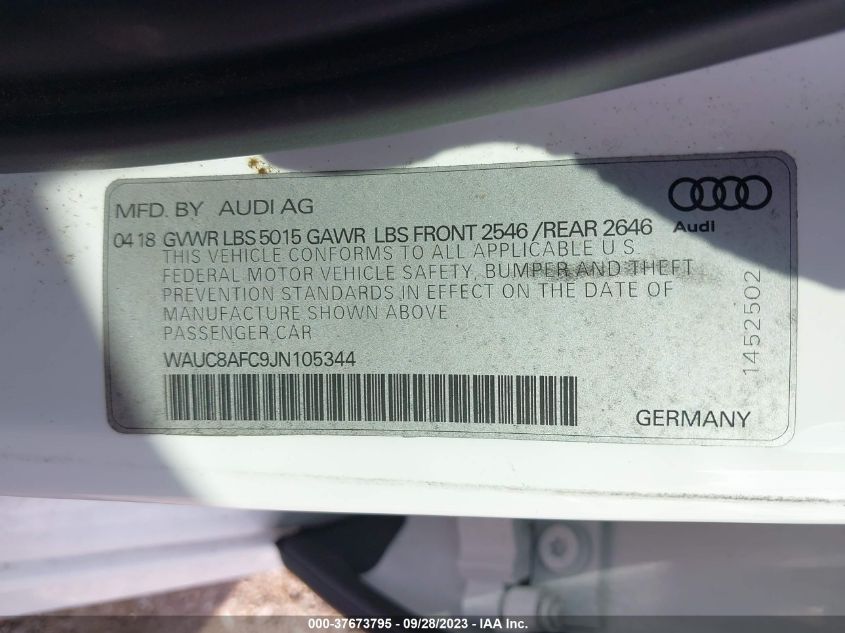 MFD. BY AUDI AG
Audi
04 18 GVWR LBS 5015 GAWR LBS FRONT 2546 /REAR 2646
THIS VEHICLE CONFORMS TO ALL APPLICABLE U S
FEDERAL MOTOR VEHICLE SAFETY, BUMPER AND THEFT
PREVENTION STANDARDS IN EFFECT ON THE DATE OF
MANUFACTURE SHOWN ABOVE
PASSENGER CAR
WAUC8AFC9JN105344
1452502
GERMANY
000-37673795 - 09/28/2023 - IAA Inc.